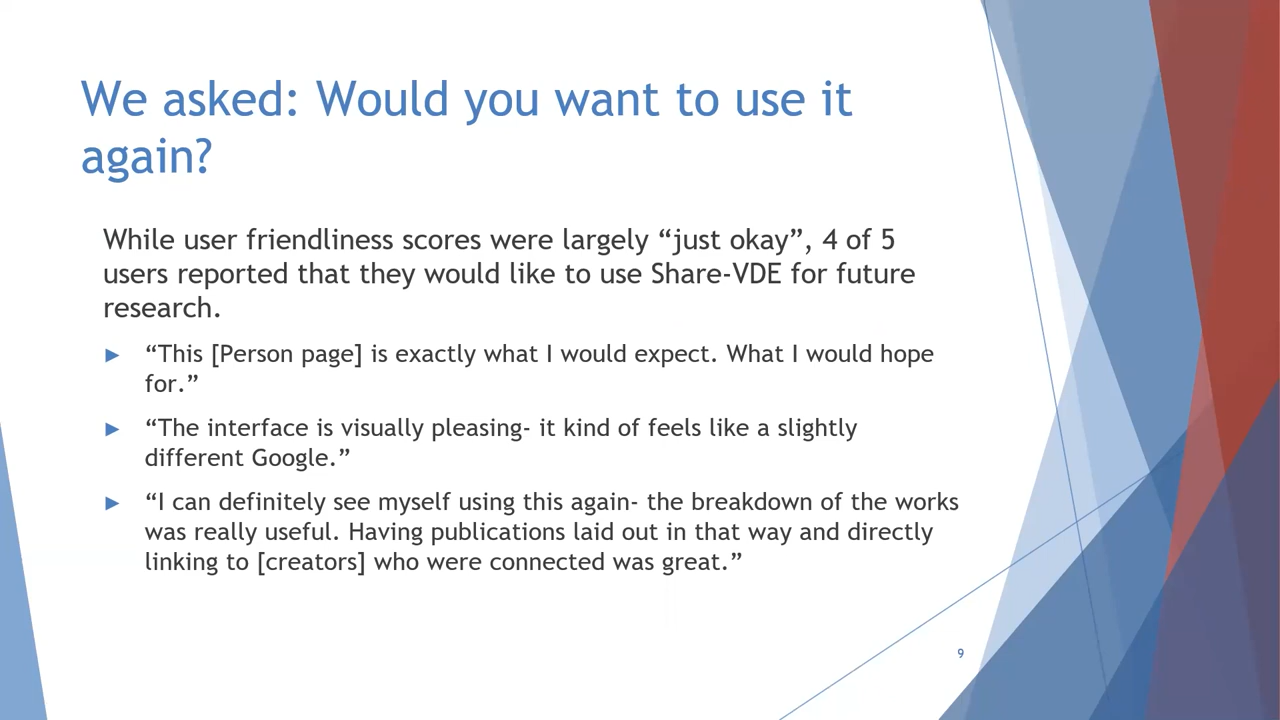 We asked: Would you want to use it
again?
While user friendliness scores were largely “just okay”, 4 of 5
users reported that they would like to use Share-VDE for future
research.
“This [Person page] is exactly what I would expect. What I would hope
for.”
“The interface is visually pleasing- it kind of feels like a slightly
different Google.”
“I can definitely see myself using this again- the breakdown of the works
was really useful. Having publications laid out in that way and directly
linking to [creators] who were connected was great.”
9